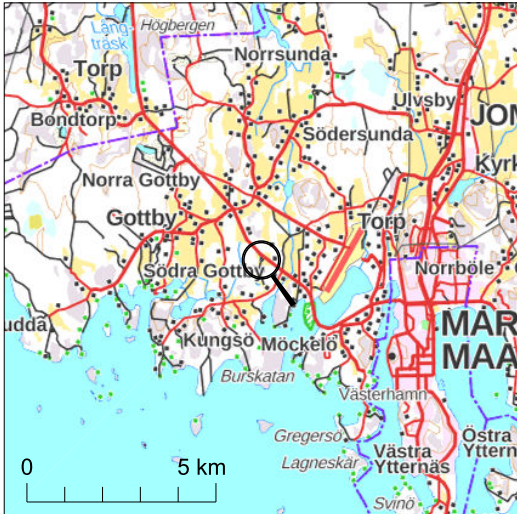 Lång-
träsk
Högbergen
Norrsunda
Torp
Ulvsby
JOM
Bondtorp
Södersunda
Kyrk
Norra Gottby
Gottby
Torp
Södra Gottby
Norrböle
udda
MAR
MAA
Kungsö
Möckelö
Burskatan
Västerhamn
Gregersö
Lagneskär
Västra
Ytternäs
Östra
Yttern
Svinö
0
5 km